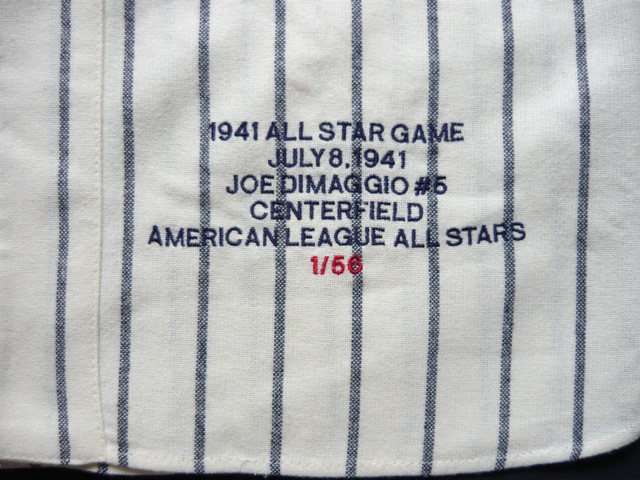 1941 ALL STAR GAME
JULY 8, 1941
JOE DIMAGGIO #5
CENTERFIELD
AMERICAN LEAGUE ALL STARS
1/56